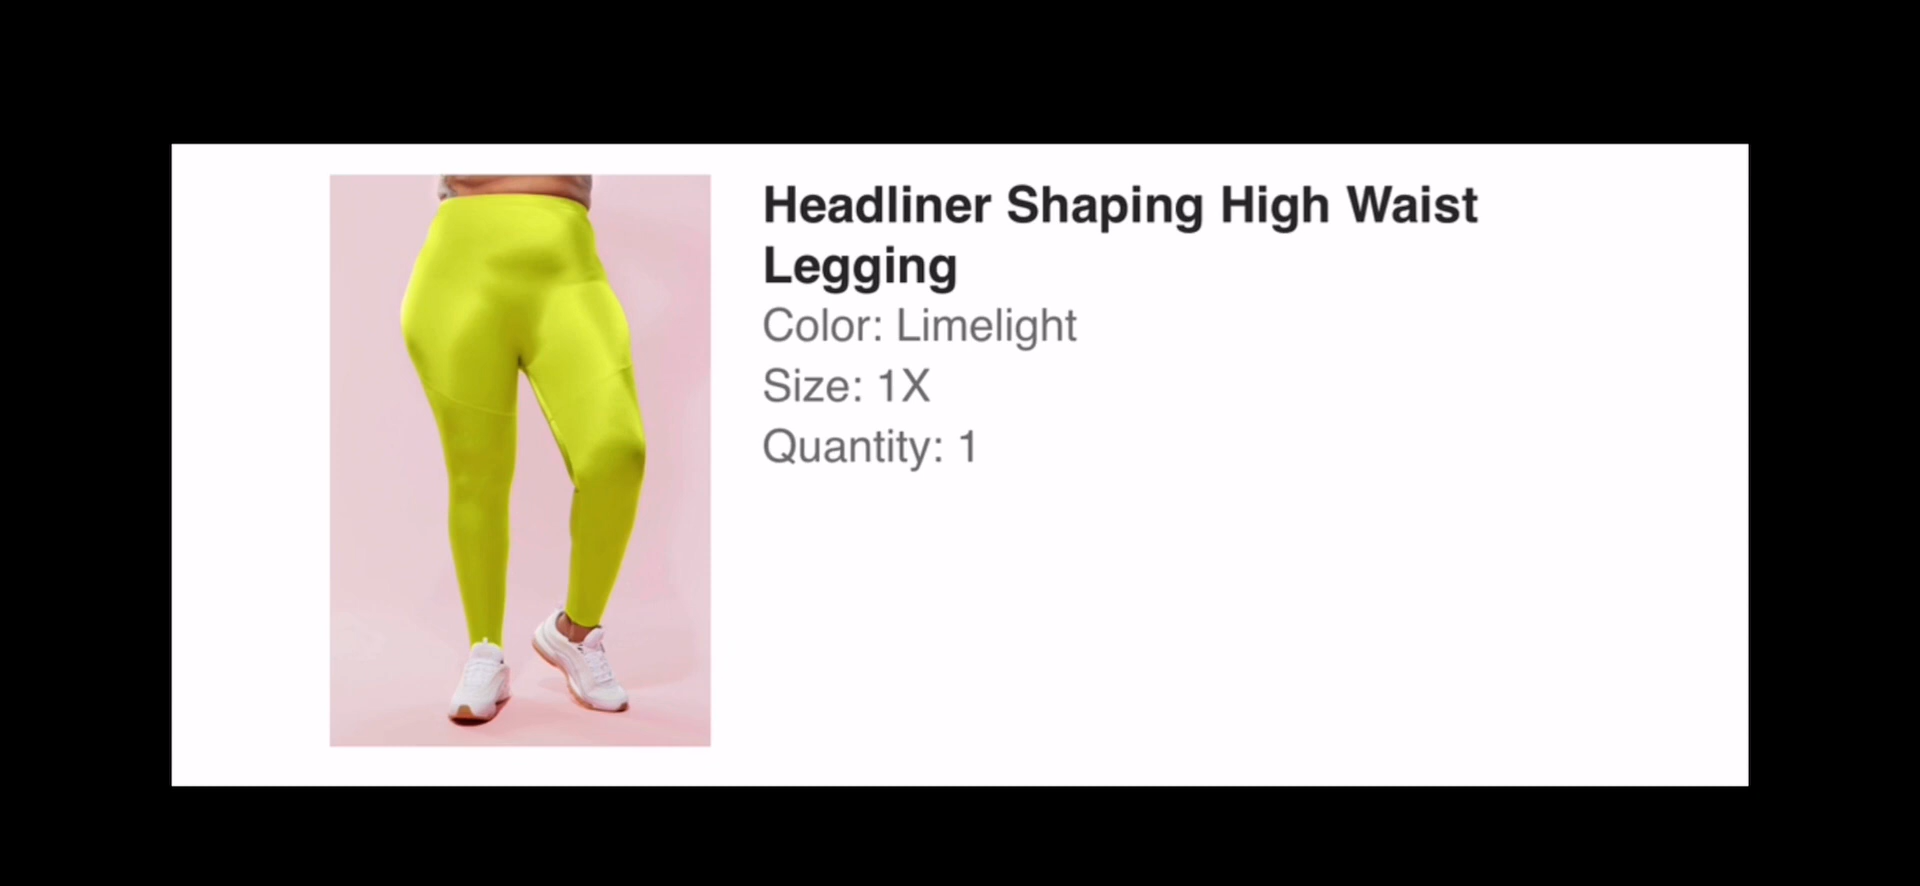 Headliner Shaping High Waist
Legging
Color: Limelight
Size: 1X
Quantity: 1